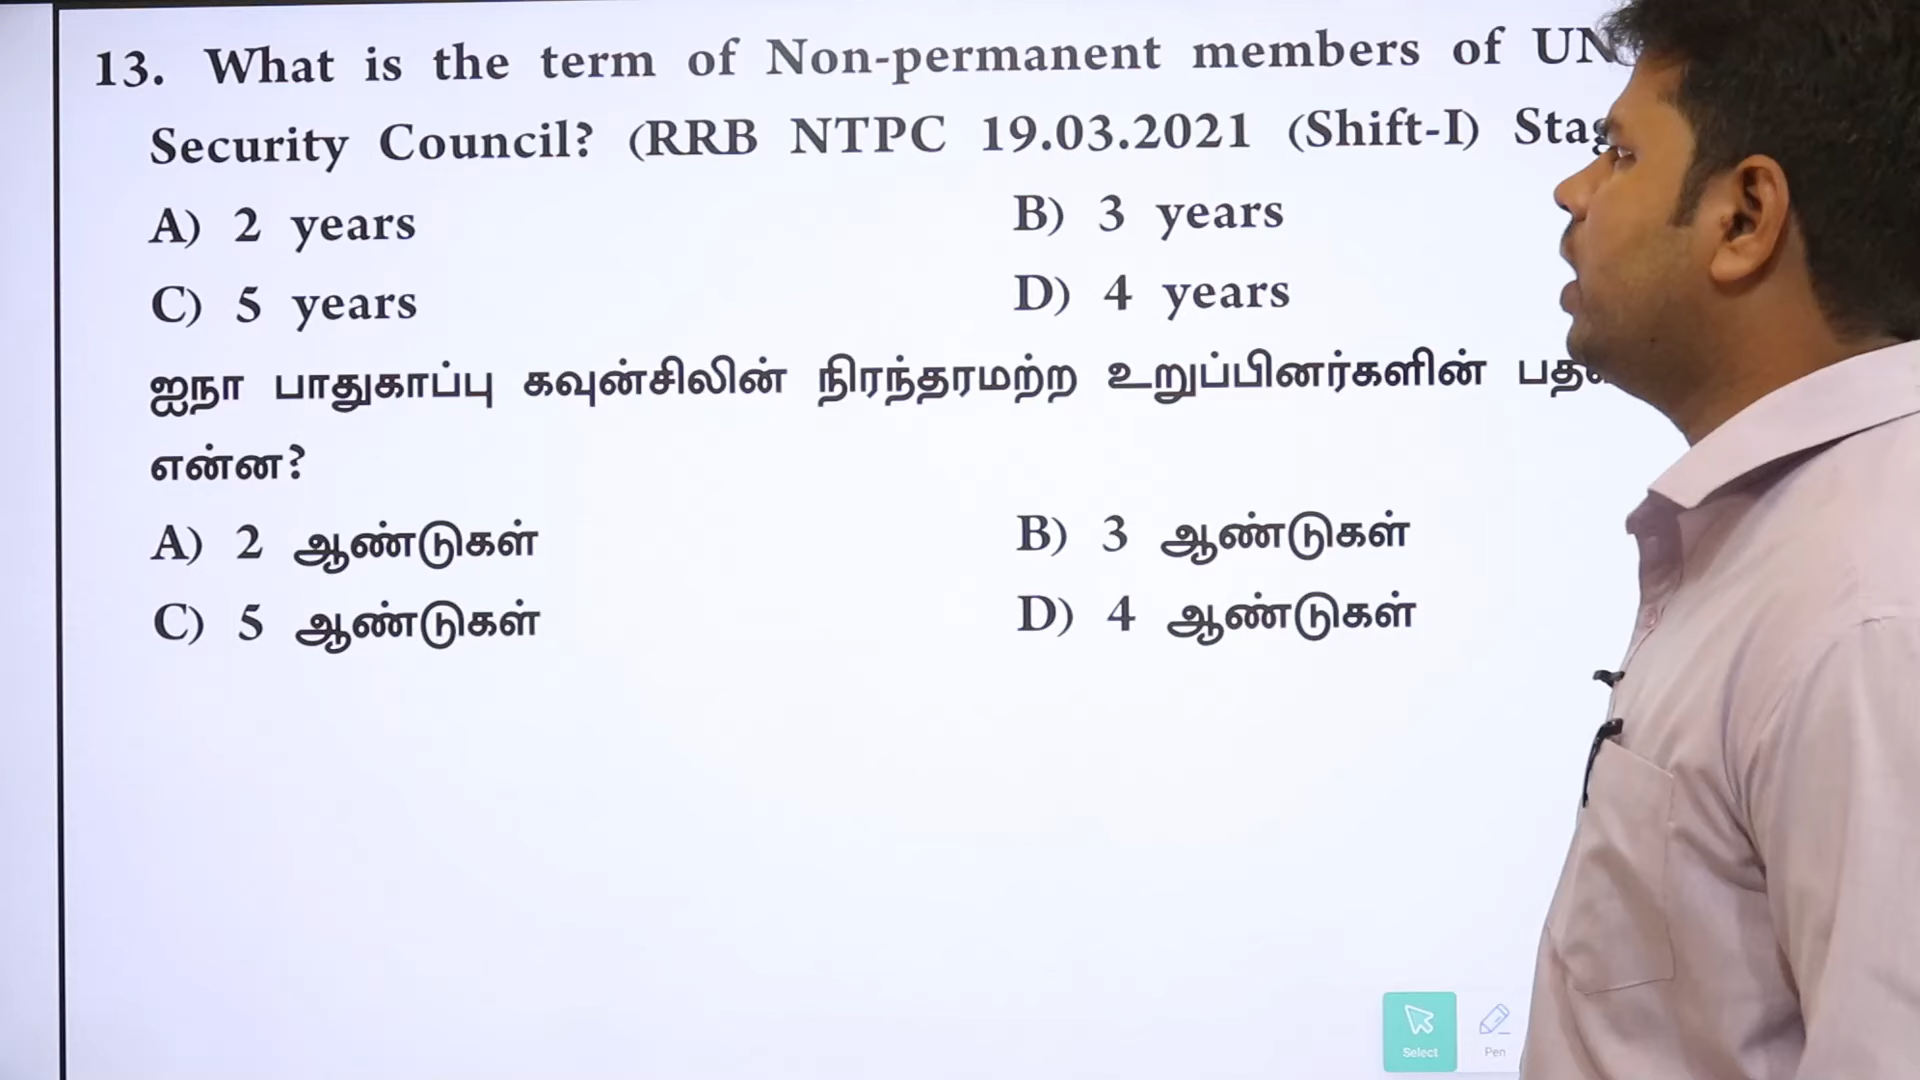 13. What is the term of Non-permanent members of UN
Security Council? (RRB NTPC 19.03.2021 (Shift-I)
A) 2 years
B) 3 years
C) 5 years
D) 4 years
ஐநா பாதுகாப்பு கவுன்சிலின் நிரந்தரமற்ற உறுப்பினர்களின்
என்ன?
A) 2 ஆண்டுகள்
B) 3 ஆண்டுகள்
C) 5 ஆண்டுகள்
D) 4 ஆண்டுகள்
Select
Pen